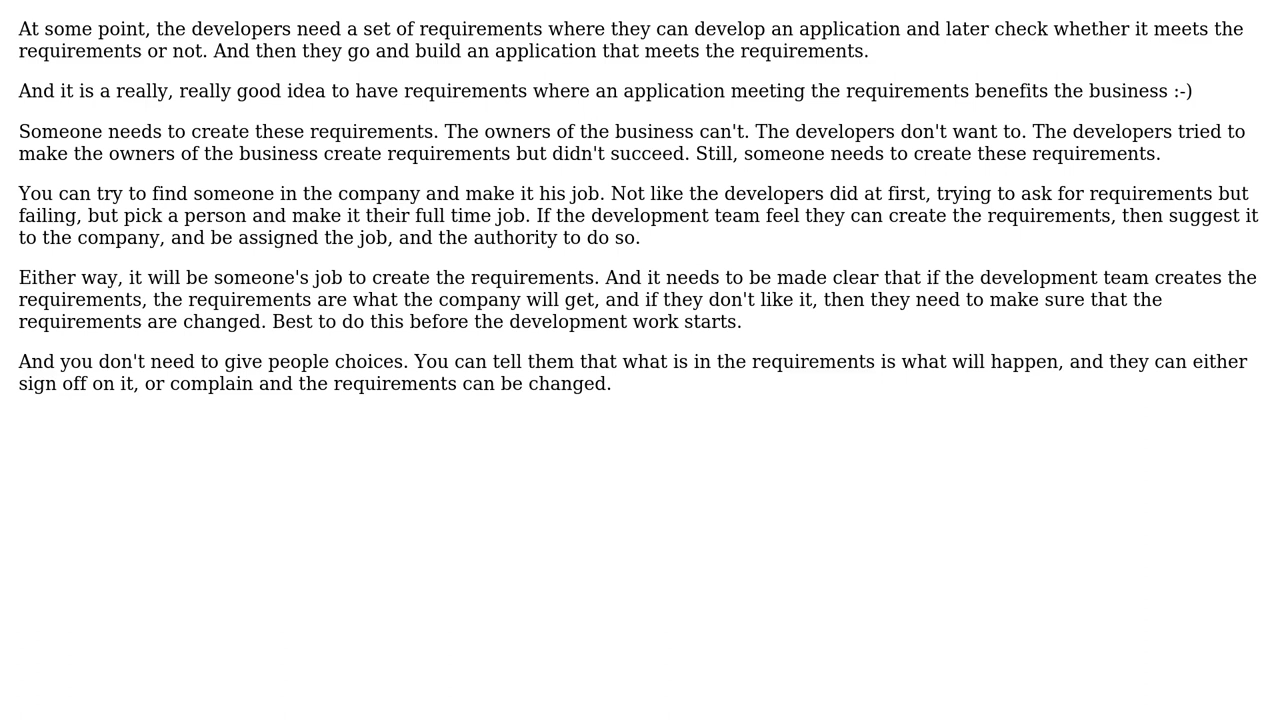 At some point, the developers need a set of requirements where they can develop an application and later check whether it meets the
requirements or not. And then they go and build an application that meets the requirements.
And it is a really, really good idea to have requirements where an application meeting the requirements benefits the business :-)
Someone needs to create these requirements. The owners of the business can't. The developers don't want to. The developers tried to
make the owners of the business create requirements but didn't succeed. Still, someone needs to create these requirements.
You can try to find someone in the company and make it his job. Not like the developers did at first, trying to ask for requirements but
failing, but pick a person and make it their full time job. If the development team feel they can create the requirements, then suggest it
to the company, and be assigned the job, and the authority to do so.
Either way, it will be someone's job to create the requirements. And it needs to be made clear that if the development team creates the
requirements, the requirements are what the company will get, and if they don't like it, then they need to make sure that the
requirements are changed. Best to do this before the development work starts.
And you don't need to give people choices. You can tell them that what is in the requirements is what will happen, and they can either
sign off on it, or complain and the requirements can be changed.